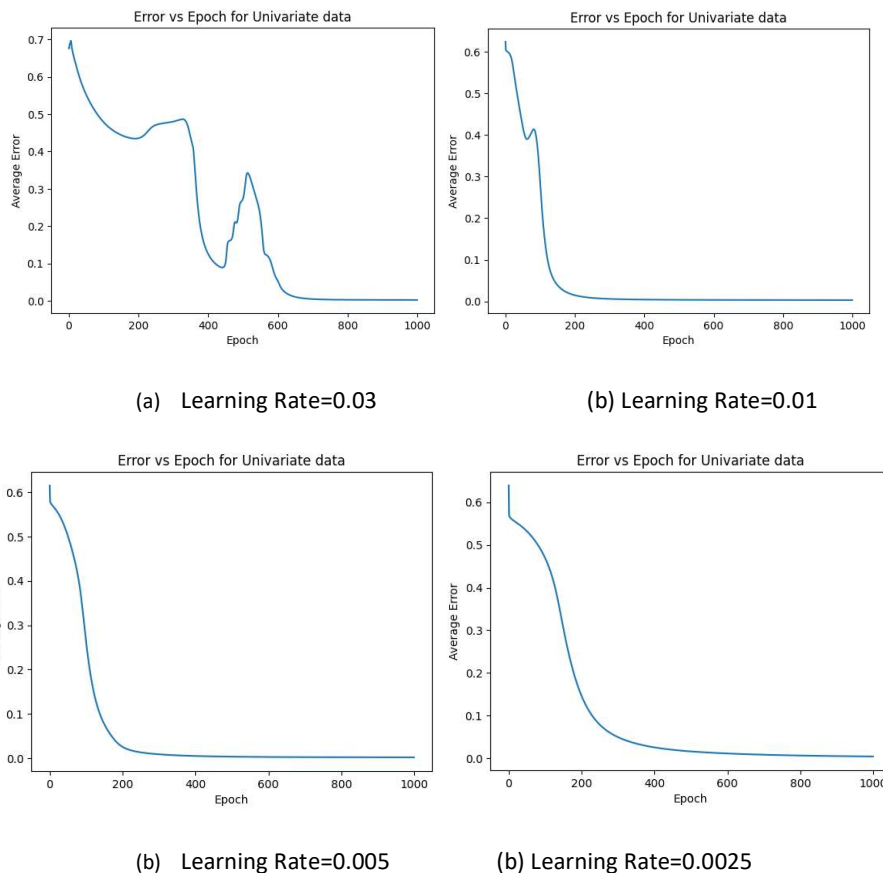 Error vs Epoch for Univariate data
0.7
0.6
0.5
0.4
0.3
0.2
0.1
0.0
Average Error
0 200 400 600 800 1000
Epoch
(a) Learning Rate=0.03
Error vs Epoch for Univariate data
0.6
0.5
0.4
0.3
0.2
0.1
0.0
Average Error
0 200 400 600 800 1000
Epoch
(b) Learning Rate=0.01
Error vs Epoch for Univariate data
0.6
0.5
0.4
0.3
0.2
0.1
0.0
0 200 400 600 800 1000
Epoch
(b) Learning Rate=0.005
Error vs Epoch for Univariate data
0.6
0.5
0.4
0.3
0.2
0.1
0.0
Average Error
0 200 400 600 800 1000
Epoch
(b) Learning Rate=0.0025